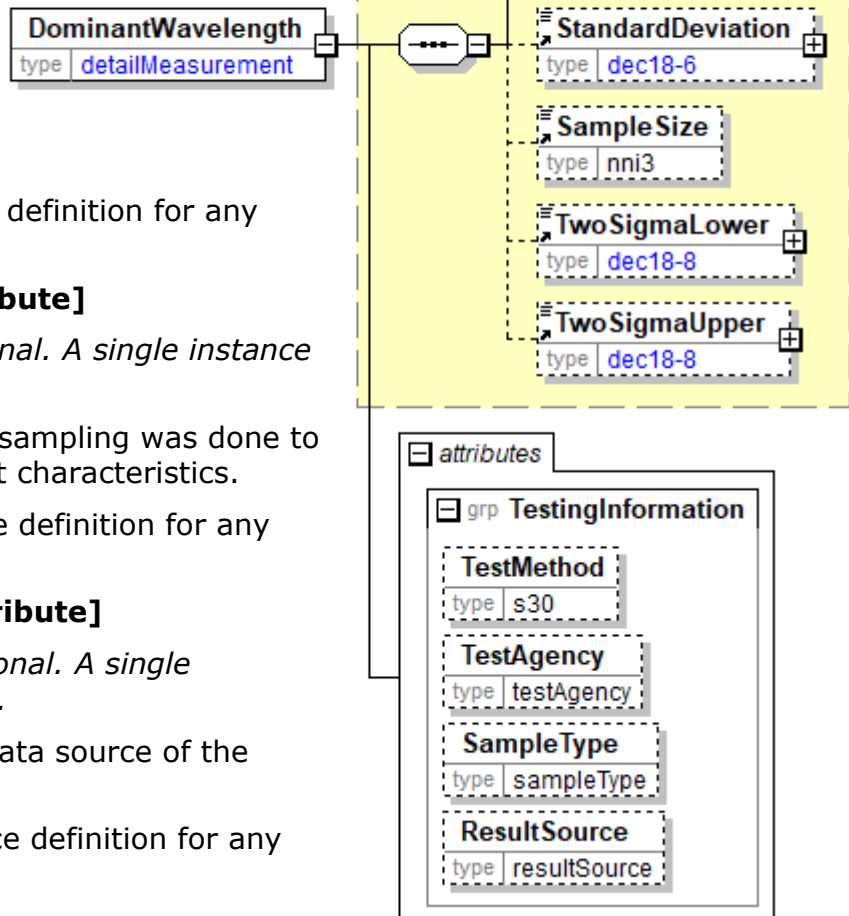 DominantWavelength
type detailMeasurement
definition for any
bute]
nal. A single instance
sampling was done to
t characteristics.
e definition for any
ribute]
onal. A single
.
ata source of the
ce definition for any
StandardDeviation
type dec18-6
SampleSize
type nni3
TwoSigmaLower
type dec18-8
TwoSigmaUpper
type dec18-8
attributes
grp TestingInformation
TestMethod
type s30
TestAgency
type testAgency
SampleType
type sampleType
ResultSource
type resultSource